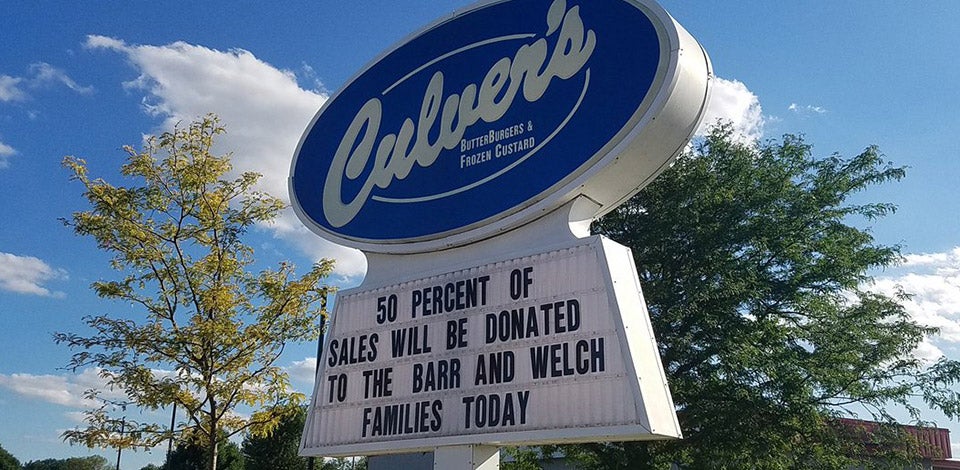 Culver's
ButterBurgers &
Frozen Custard
50 PERCENT OF
SALES WILL BE DONATED
TO THE BARR AND WELCH
FAMILIES TODAY